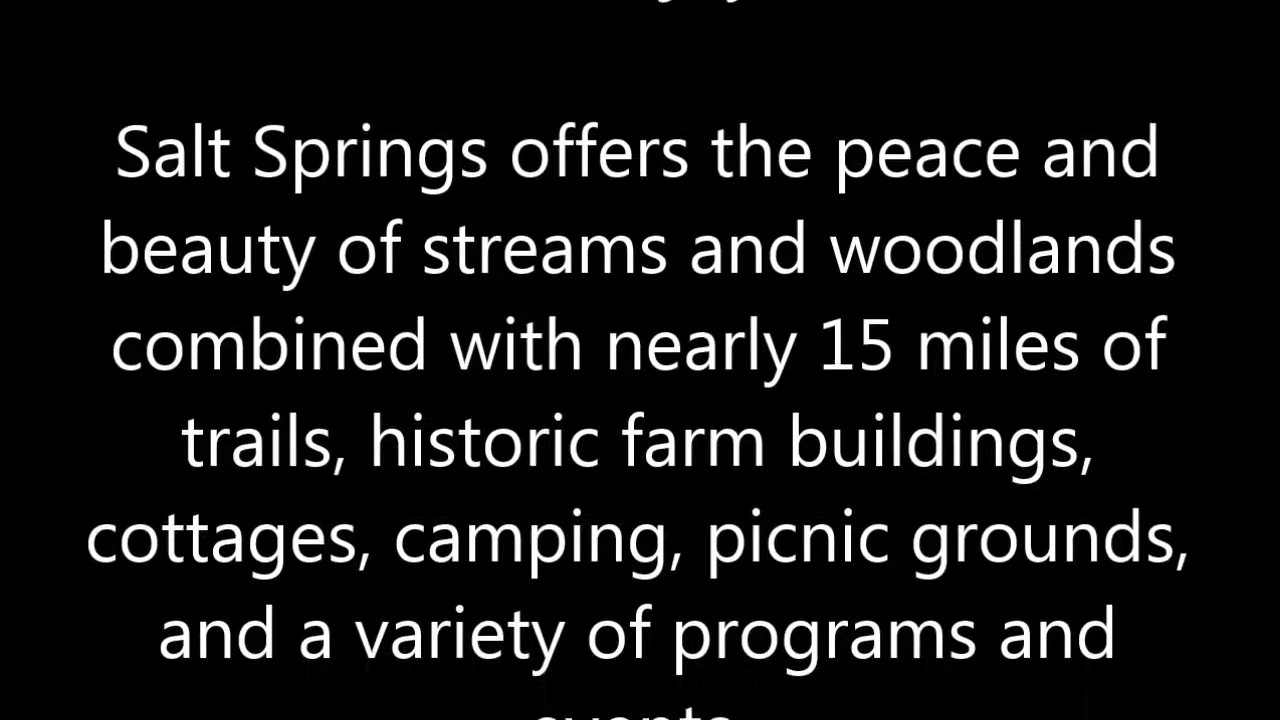 Salt Springs offers the peace and
beauty of streams and woodlands
combined with nearly 15 miles of
trails, historic farm buildings,
cottages, camping, picnic grounds,
and a variety of programs and